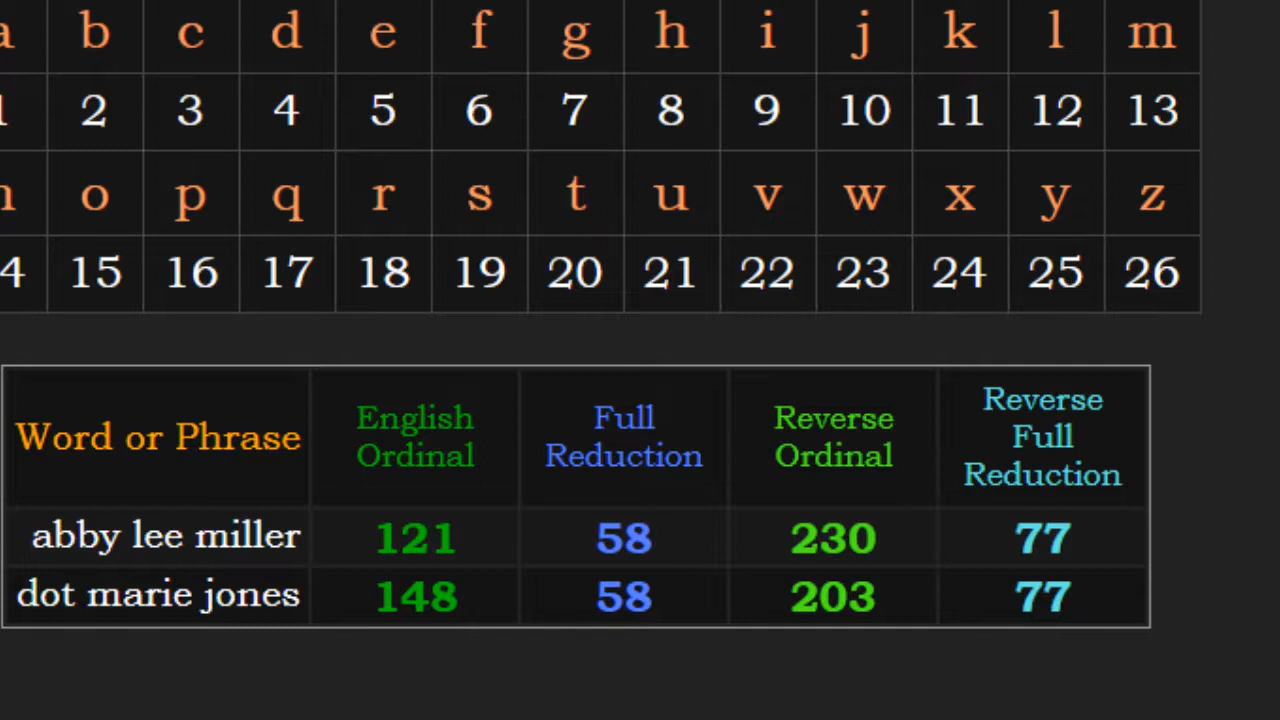 a b c d e f g h i j k l m
1 2 3 4 5 6 7 8 9 10 11 12 13
n o p q r s t u v w x y z
4 15 16 17 18 19 20 21 22 23 24 25 26
Word or Phrase English Ordinal Full Reduction Reverse Ordinal Reverse Full Reduction
abby lee miller 121 58 230 77
dot marie jones 148 58 203 77